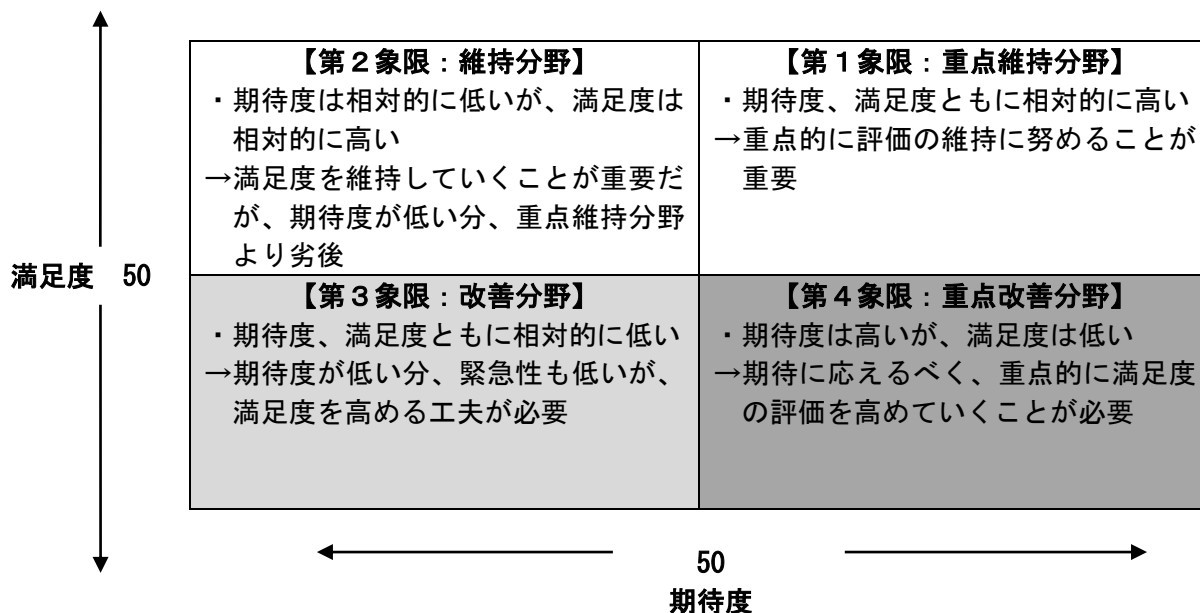 【第2象限：維持分野】
・期待度は相対的に低いが、満足度は
相対的に高い
→満足度を維持していくことが重要だ
が、期待度が低い分、重点維持分野
より劣後
【第1象限：重点維持分野】
・期待度、満足度ともに相対的に高い
→重点的に評価の維持に努めることが
重要
満足度 50
【第3象限：改善分野】
・期待度、満足度ともに相対的に低い
→期待度が低い分、緊急性も低いが、
満足度を高める工夫が必要
【第4象限：重点改善分野】
・期待度は高いが、満足度は低い
→期待に応えるべく、重点的に満足度
の評価を高めていくことが必要
50
期待度